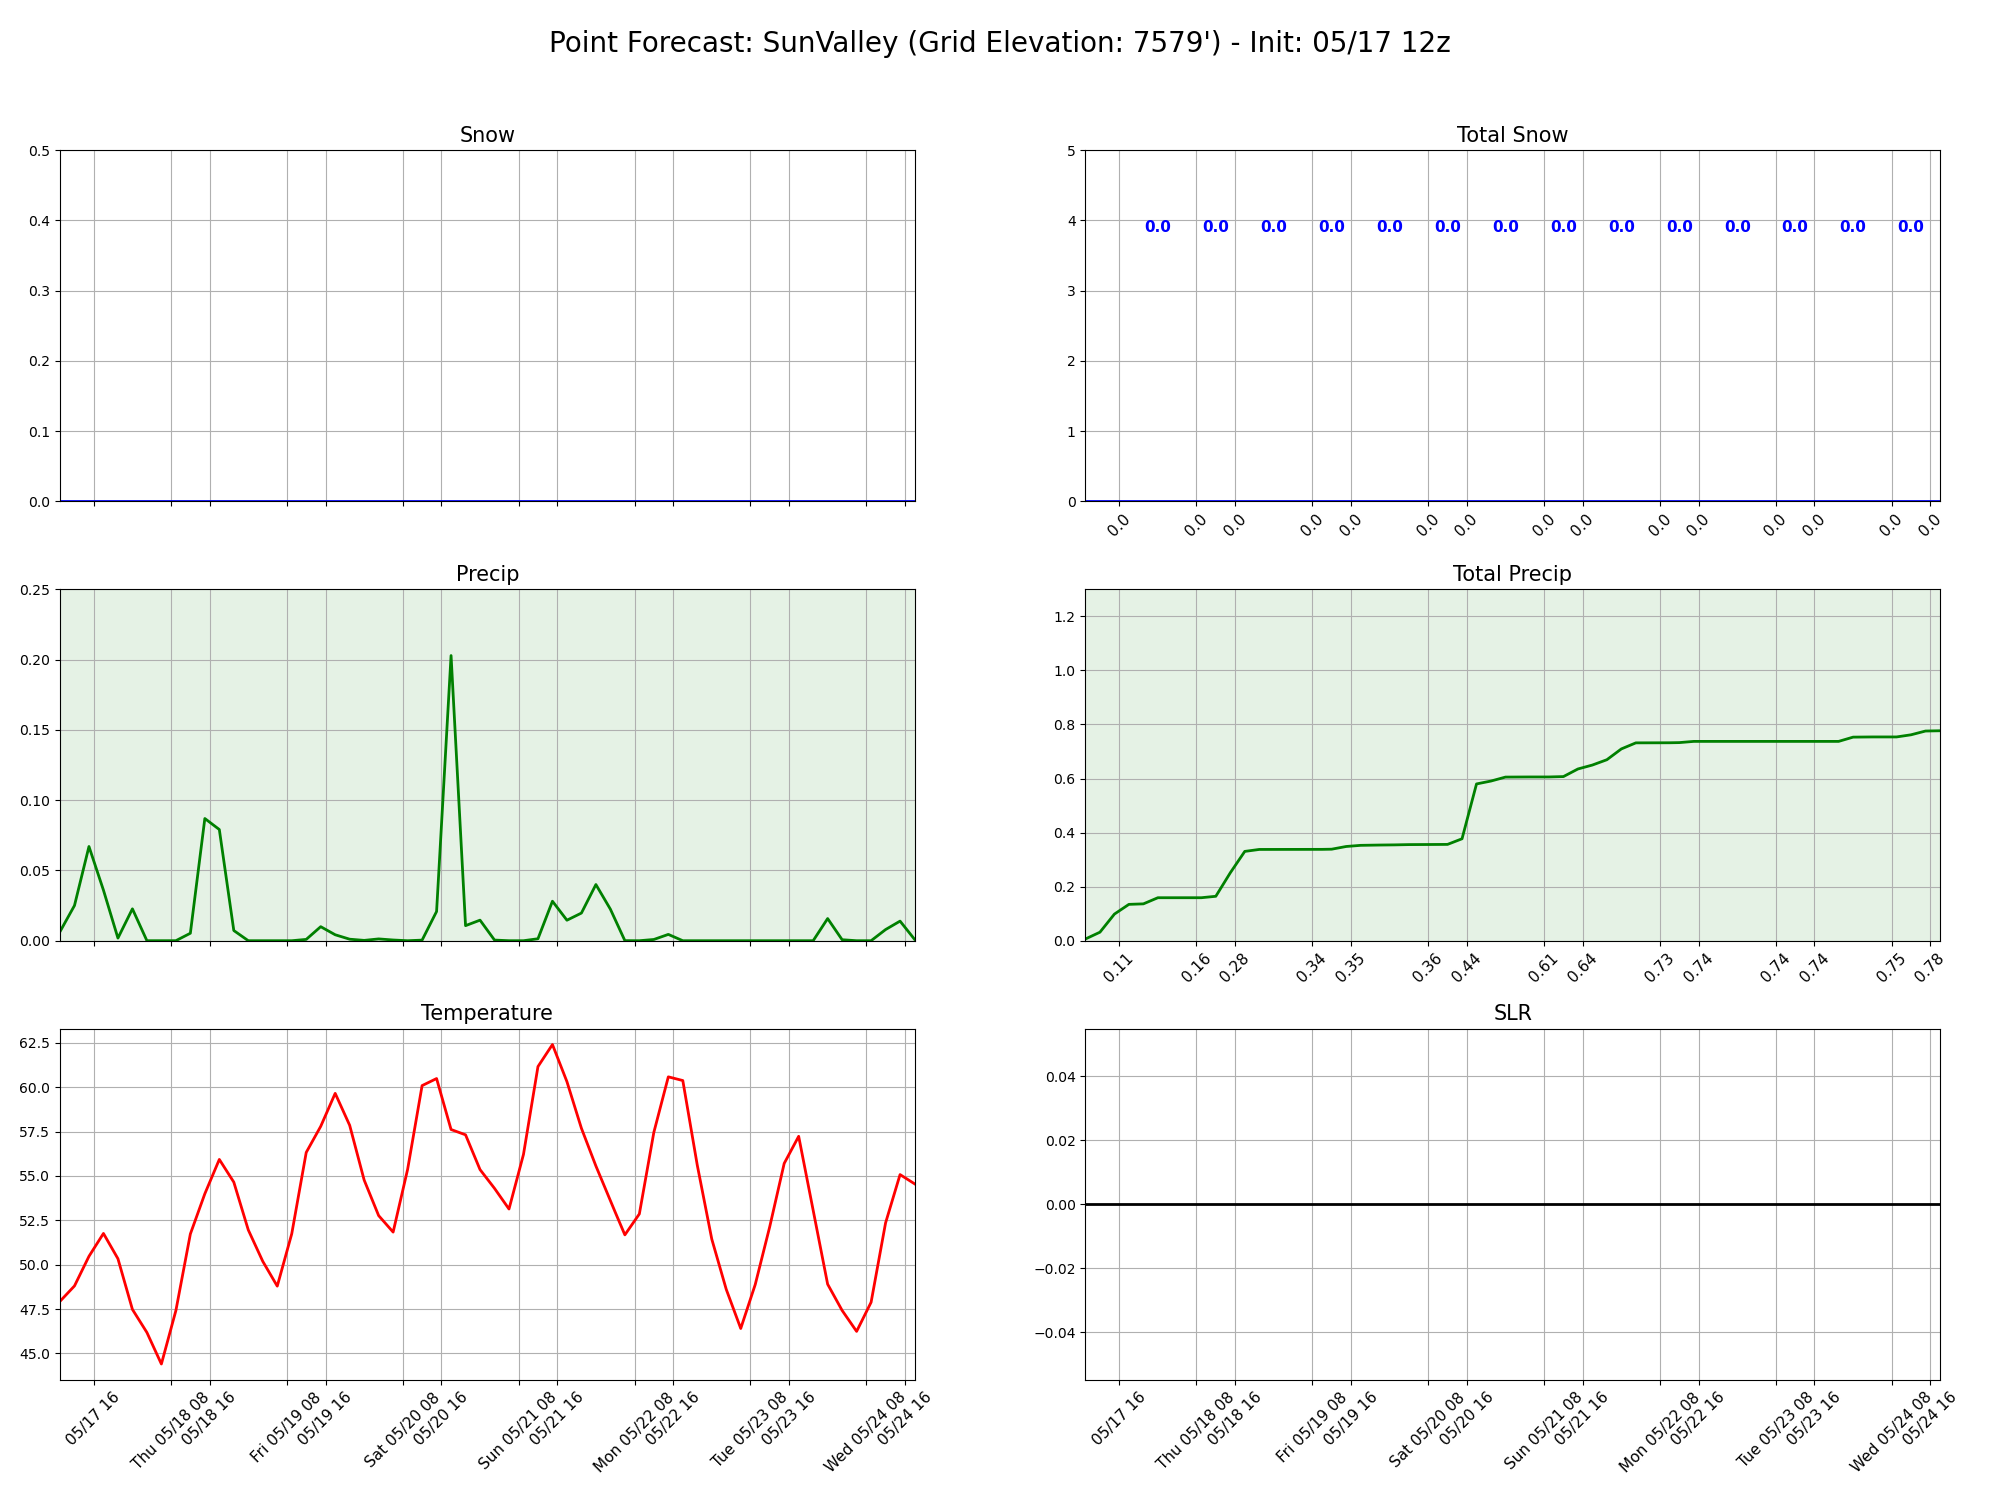 Point Forecast: SunValley (Grid Elevation: 7579') - Init: 05/17 12z
Snow
0.5
0.4
0.3
0.2
0.1
0.0
Total Snow
5
4
3
2
1
0
0.0 0.0 0.0 0.0 0.0 0.0 0.0 0.0 0.0 0.0 0.0 0.0 0.0 0.0
0.0 0.0 0.0 0.0 0.0 0.0 0.0 0.0 0.0 0.0 0.0 0.0 0.0 0.0 0.0
Precip
0.25
0.20
0.15
0.10
0.05
0.00
Total Precip
1.2
1.0
0.8
0.6
0.4
0.2
0.0
0.11 0.16 0.28 0.34 0.35 0.36 0.44 0.61 0.64 0.73 0.74 0.74 0.74 0.75 0.78
Temperature
62.5
60.0
57.5
55.0
52.5
50.0
47.5
45.0
05/17 16
Thu 05/18 08
05/18 16
Fri 05/19 08
05/19 16
Sat 05/20 08
05/20 16
Sun 05/21 08
05/21 16
Mon 05/22 08
05/22 16
Tue 05/23 08
05/23 16
Wed 05/24 08
05/24 16
SLR
0.04
0.02
0.00
−0.02
−0.04
05/17 16
Thu 05/18 08
05/18 16
Fri 05/19 08
05/19 16
Sat 05/20 08
05/20 16
Sun 05/21 08
05/21 16
Mon 05/22 08
05/22 16
Tue 05/23 08
05/23 16
Wed 05/24 08
05/24 16